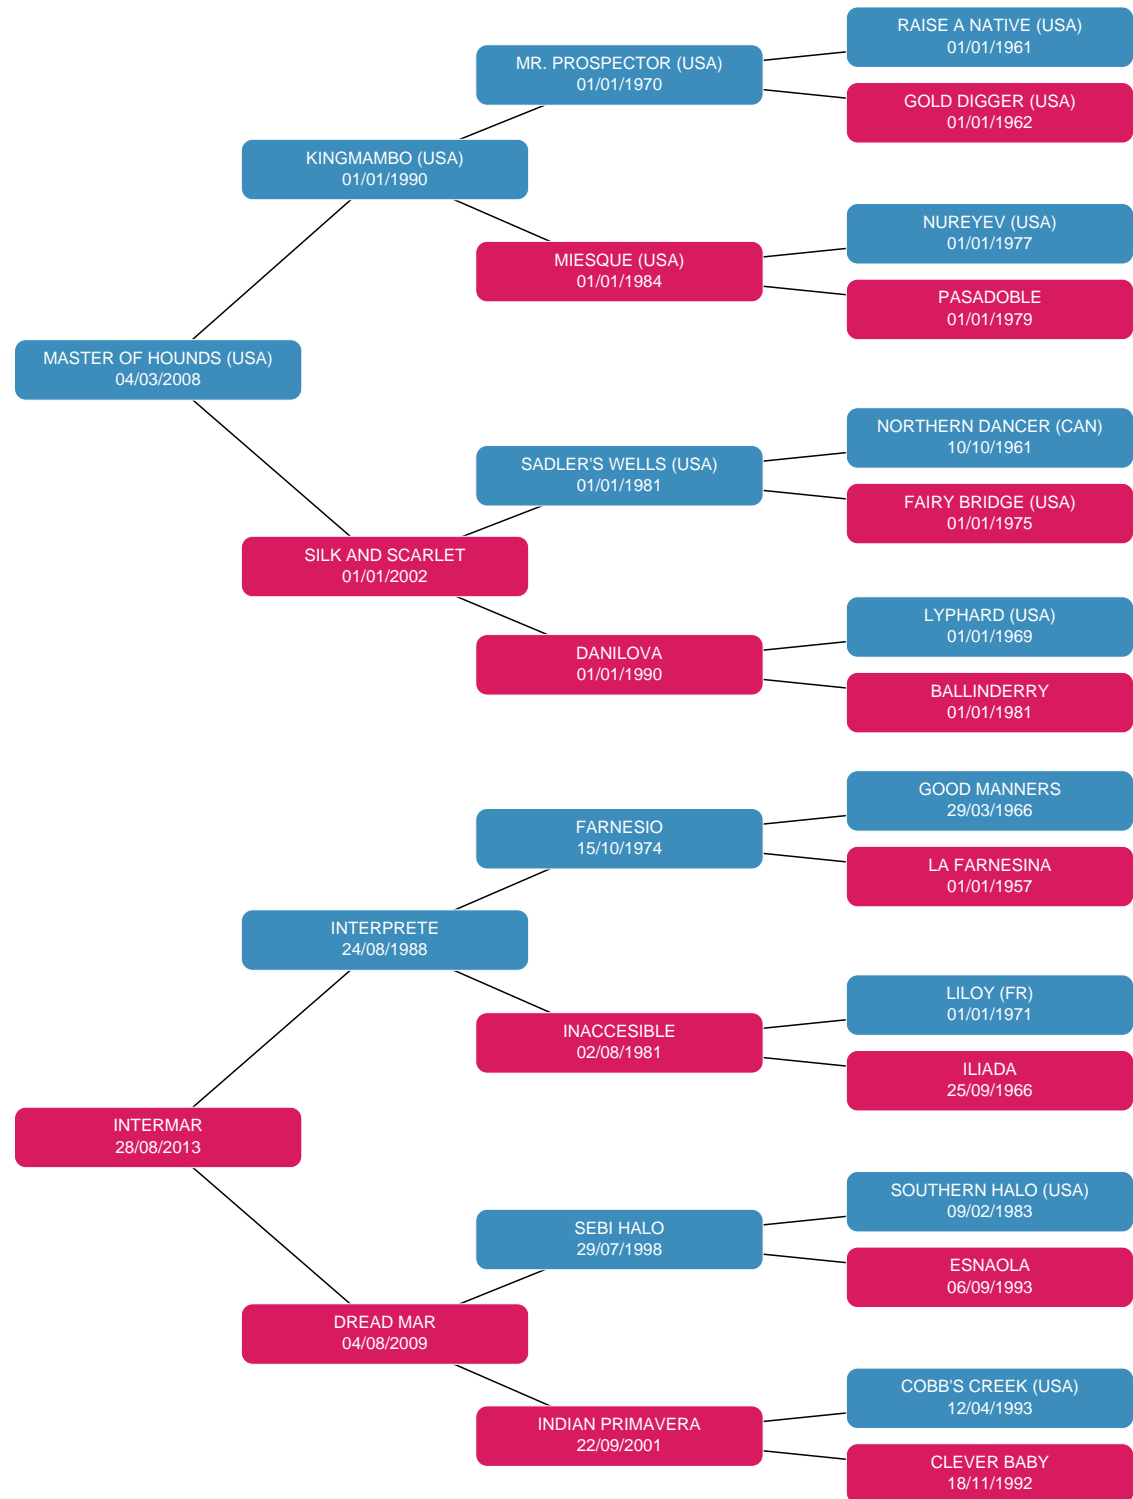 RAISE A NATIVE (USA)
01/01/1961
MR. PROSPECTOR (USA)
01/01/1970
GOLD DIGGER (USA)
01/01/1962
KINGMAMBO (USA)
01/01/1990
NUREYEV (USA)
01/01/1977
MIESQUE (USA)
01/01/1984
PASADOBLE
01/01/1979
MASTER OF HOUNDS (USA)
04/03/2008
NORTHERN DANCER (CAN)
10/10/1961
SADLER'S WELLS (USA)
01/01/1981
FAIRY BRIDGE (USA)
01/01/1975
SILK AND SCARLET
01/01/2002
LYPHARD (USA)
01/01/1969
DANILOVA
01/01/1990
BALLINDERRY
01/01/1981
GOOD MANNERS
29/03/1966
FARNESIO
15/10/1974
LA FARNESINA
01/01/1957
INTERPRETE
24/08/1988
LILOY (FR)
01/01/1971
INACCESIBLE
02/08/1981
ILIADA
25/09/1966
INTERMAR
28/08/2013
SOUTHERN HALO (USA)
09/02/1983
SEBI HALO
29/07/1998
ESNAOLA
06/09/1993
DREAD MAR
04/08/2009
COBB'S CREEK (USA)
12/04/1993
INDIAN PRIMAVERA
22/09/2001
CLEVER BABY
18/11/1992